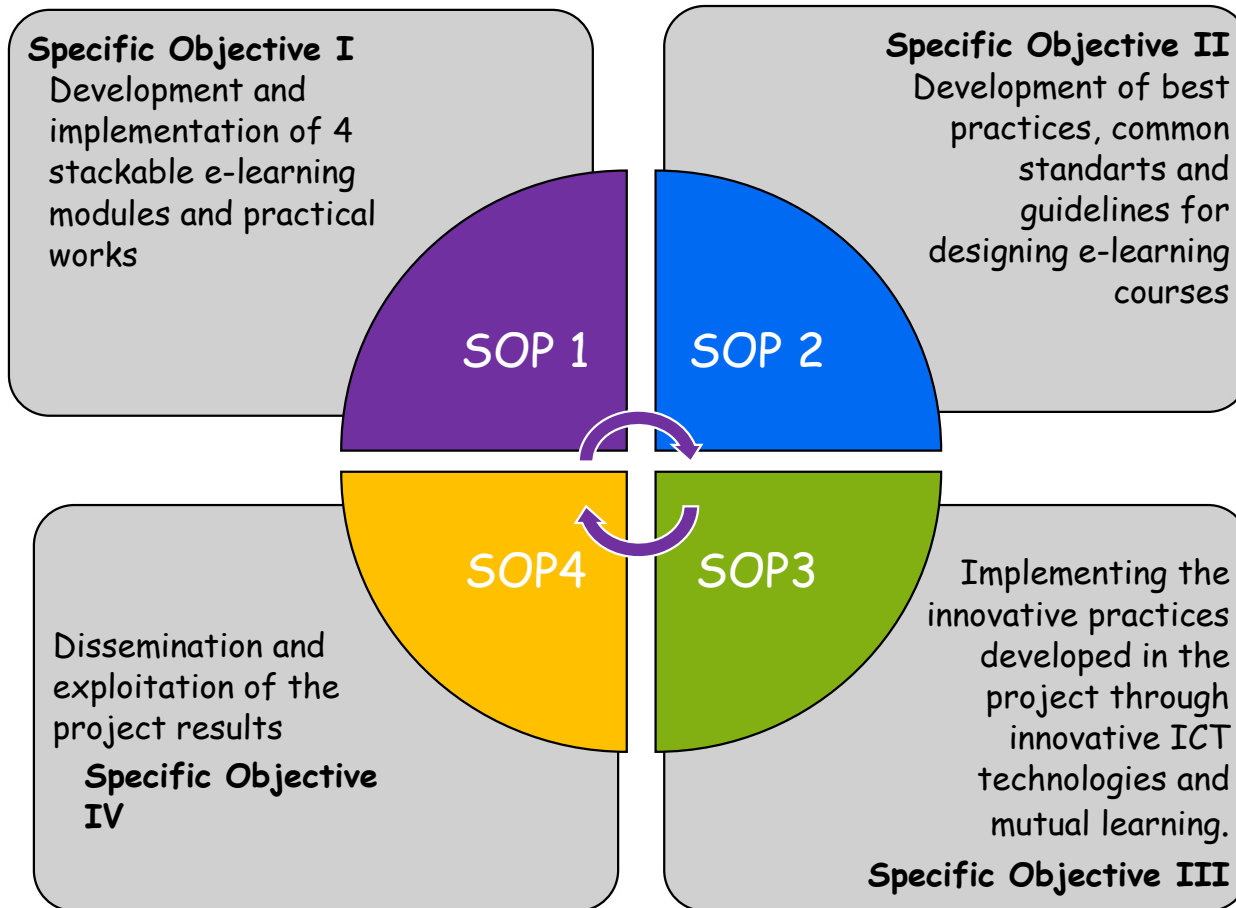 Specific Objective I
Development and
implementation of 4
stackable e-learning
modules and practical
works
Specific Objective II
Development of best
practices, common
standarts and
guidelines for
designing e-learning
courses
SOP 1
SOP 2
SOP4
SOP3
Dissemination and
exploitation of the
project results
Specific Objective
IV
Implementing the
innovative practices
developed in the
project through
innovative ICT
technologies and
mutual learning.
Specific Objective III